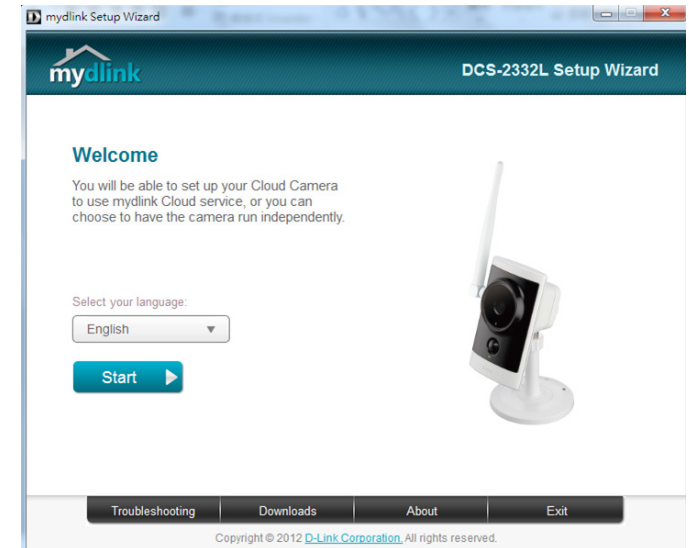 mydlink Setup Wizard
mydlink
DCS-2332L Setup Wizard
Welcome
You will be able to set up your Cloud Camera
to use mydlink Cloud service, or you can
choose to have the camera run independently.
Select your language:
English
Start
Troubleshooting Downloads About Exit
Copyright © 2012 D-Link Corporation. All rights reserved.